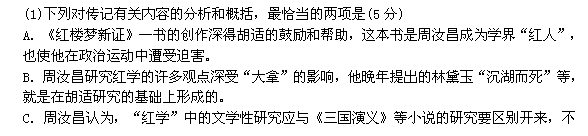 (1)下列对传记有关内容的分析和概括，最恰当的两项是(5分)
A. 《红楼梦新证》一书的创作深得胡适的鼓励和帮助，这本书是周汝昌成为学界“红人”，
也使他在政治运动中遭受迫害。
B. 周汝昌研究红学的许多观点深受“大拿”的影响，他晚年提出的林黛玉“沉湖而死”等，
就是在胡适研究的基础上形成的。
C. 周汝昌认为，“红学”中的文学性研究应与《三国演义》等小说的研究要区别开来，不